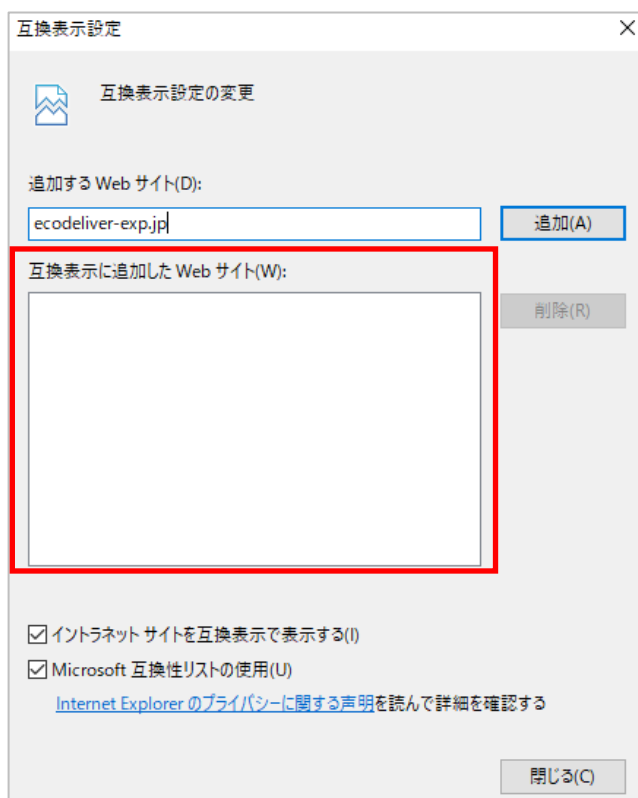 互換表示設定
互換表示設定の変更
追加する Web サイト(D):
ecodeliver-exp.jp
追加(A)
互換表示に追加した Web サイト(W):
削除(R)
イントラネット サイトを互換表示で表示する(I)
Microsoft 互換性リストの使用(U)
Internet Explorer のプライバシーに関する声明を読んで詳細を確認する
閉じる(C)